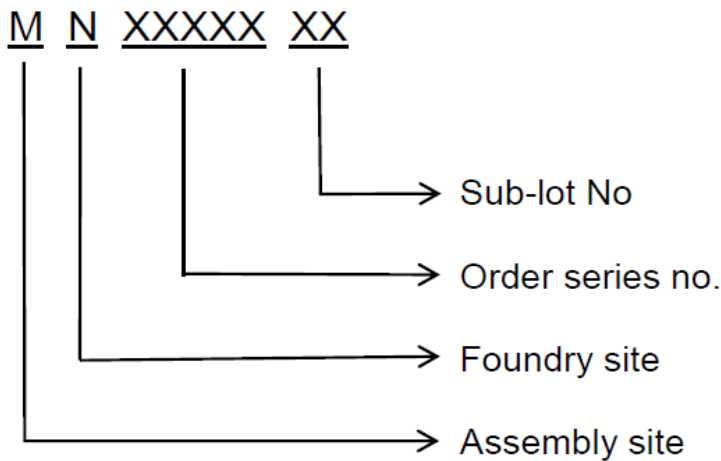 M N XXXXX XX
Sub-lot No
Order series no.
Foundry site
Assembly site